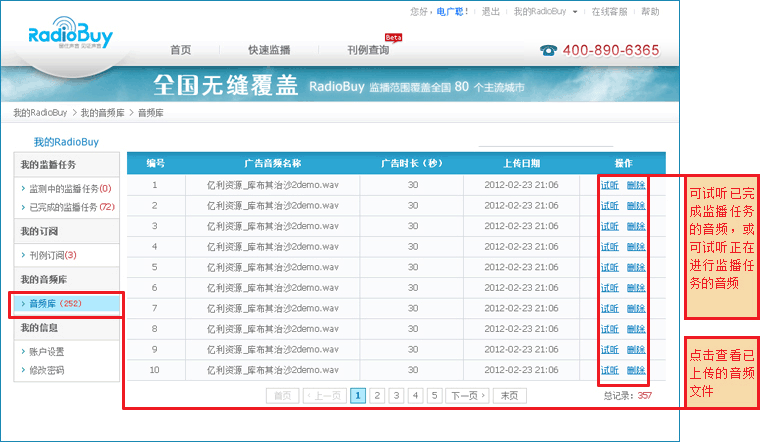 您好，电广聪！ 退出 我的RadioBuy 在线客服 帮助
RadioBuy
首页 快速监播 刊例查询 Beta 400-890-6365
全国无缝覆盖 RadioBuy 监播范围覆盖全国 80 个主流城市
我的RadioBuy > 我的音频库 > 音频库
我的RadioBuy
我的监播任务
监测中的监播任务(0)
已完成的监播任务(72)
我的订阅
刊例订阅(3)
我的音频库
音频库 (252)
我的信息
账户设置
修改密码
编号 广告音频名称 广告时长（秒） 上传日期 操作
1 亿利资源_库布其治沙2demo.wav 30 2012-02-23 21:06 试听 删除
2 亿利资源_库布其治沙2demo.wav 30 2012-02-23 21:06 试听 删除
3 亿利资源_库布其治沙2demo.wav 30 2012-02-23 21:06 试听 删除
4 亿利资源_库布其治沙2demo.wav 30 2012-02-23 21:06 试听 删除
5 亿利资源_库布其治沙2demo.wav 30 2012-02-23 21:06 试听 删除
6 亿利资源_库布其治沙2demo.wav 30 2012-02-23 21:06 试听 删除
7 亿利资源_库布其治沙2demo.wav 30 2012-02-23 21:06 试听 删除
8 亿利资源_库布其治沙2demo.wav 30 2012-02-23 21:06 试听 删除
9 亿利资源_库布其治沙2demo.wav 30 2012-02-23 21:06 试听 删除
10 亿利资源_库布其治沙2demo.wav 30 2012-02-23 21:06 试听 删除
首页 ‹ 上一页 1 2 3 4 5 下一页 › 末页 总记录：357
可试听已完
成监播任务
的音频，或
可试听正在
进行监播任
务的音频
点击查看已
上传的音频
文件